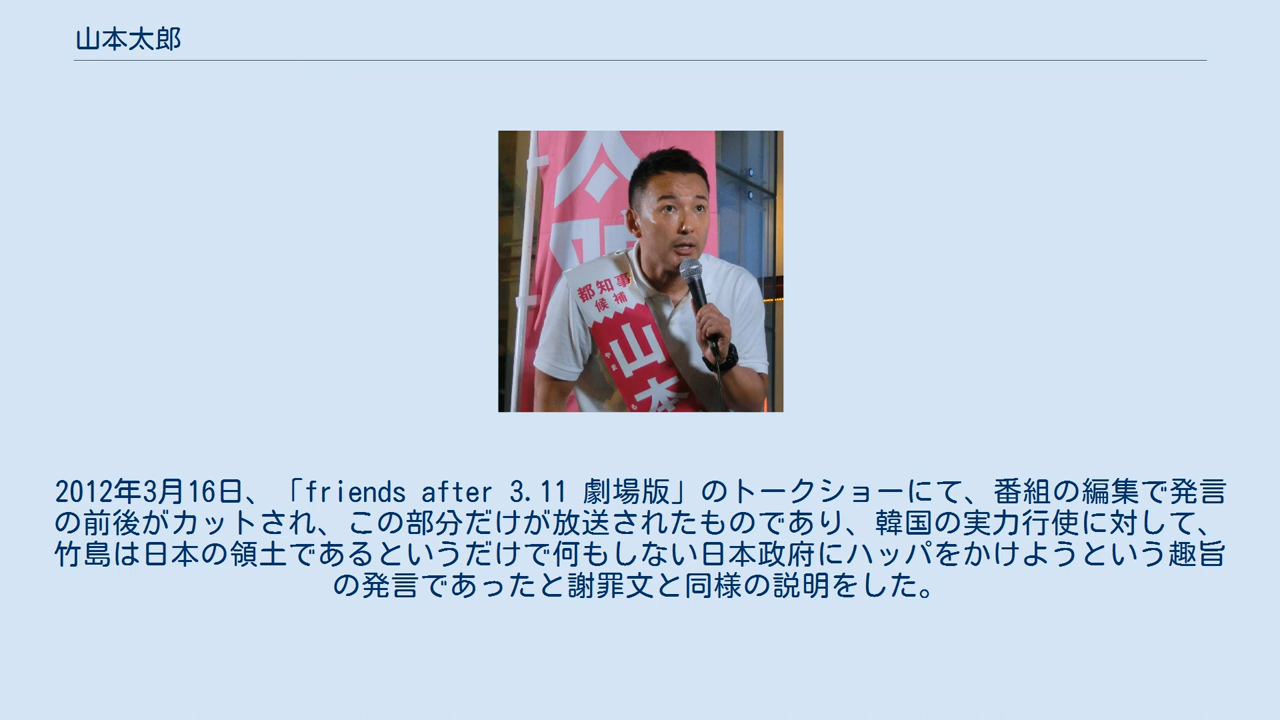 山本太郎
都知事
候補
山本
やま
も
2012年3月16日、「friends after 3.11 劇場版」のトークショーにて、番組の編集で発言
の前後がカットされ、この部分だけが放送されたものであり、韓国の実力行使に対して、
竹島は日本の領土であるというだけで何もしない日本政府にハッパをかけようという趣旨
の発言であったと謝罪文と同様の説明をした。